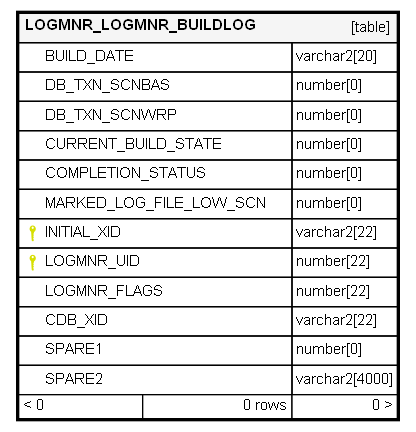 LOGMNR_LOGMNR_BUILDLOG [table]
BUILD_DATE varchar2[20]
DB_TXN_SCNBAS number[0]
DB_TXN_SCNWRP number[0]
CURRENT_BUILD_STATE number[0]
COMPLETION_STATUS number[0]
MARKED_LOG_FILE_LOW_SCN number[0]
INITIAL_XID varchar2[22]
LOGMNR_UID number[22]
LOGMNR_FLAGS number[22]
CDB_XID varchar2[22]
SPARE1 number[0]
SPARE2 varchar2[4000]
< 0 0 rows 0 >